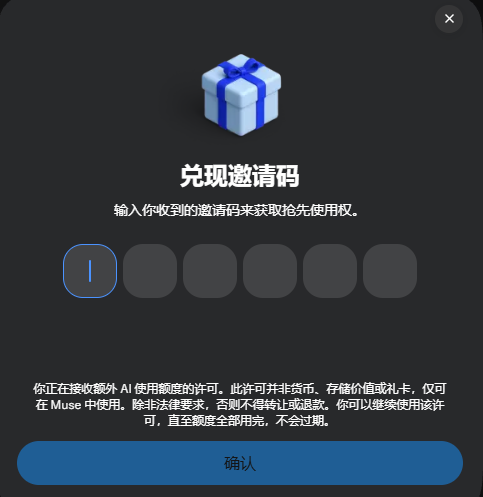 兑现邀请码
输入你收到的邀请码来获取抢先使用权。
你正在接收额外 AI 使用额度的许可。此许可并非货币、存储价值或礼卡，仅可
在 Muse 中使用。除非法律要求，否则不得转让或退款。你可以继续使用该许
可，直至额度全部用完，不会过期。
确认